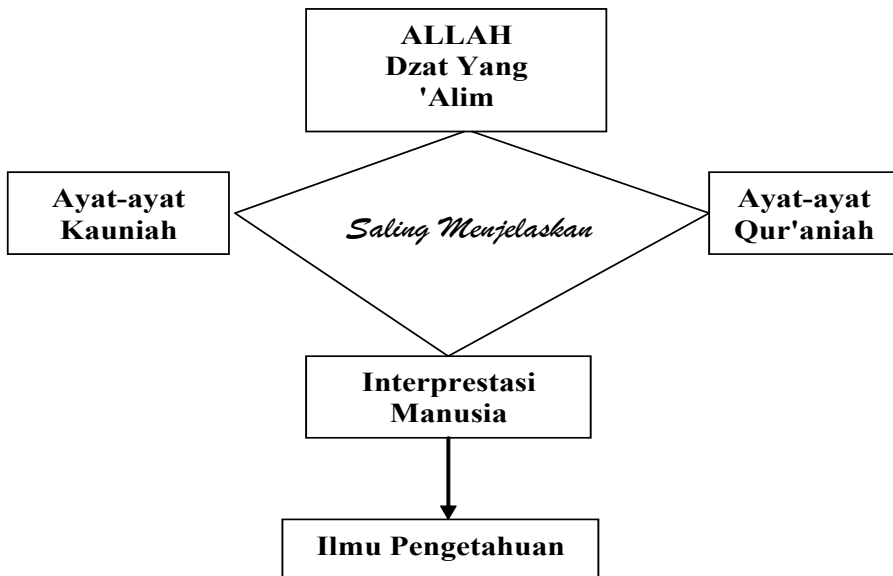 ALLAH
Dzat Yang
'Alim
Ayat-ayat
Kauniah
Saling Menjelaskan
Ayat-ayat
Qur'aniah
Interprestasi
Manusia
Ilmu Pengetahuan